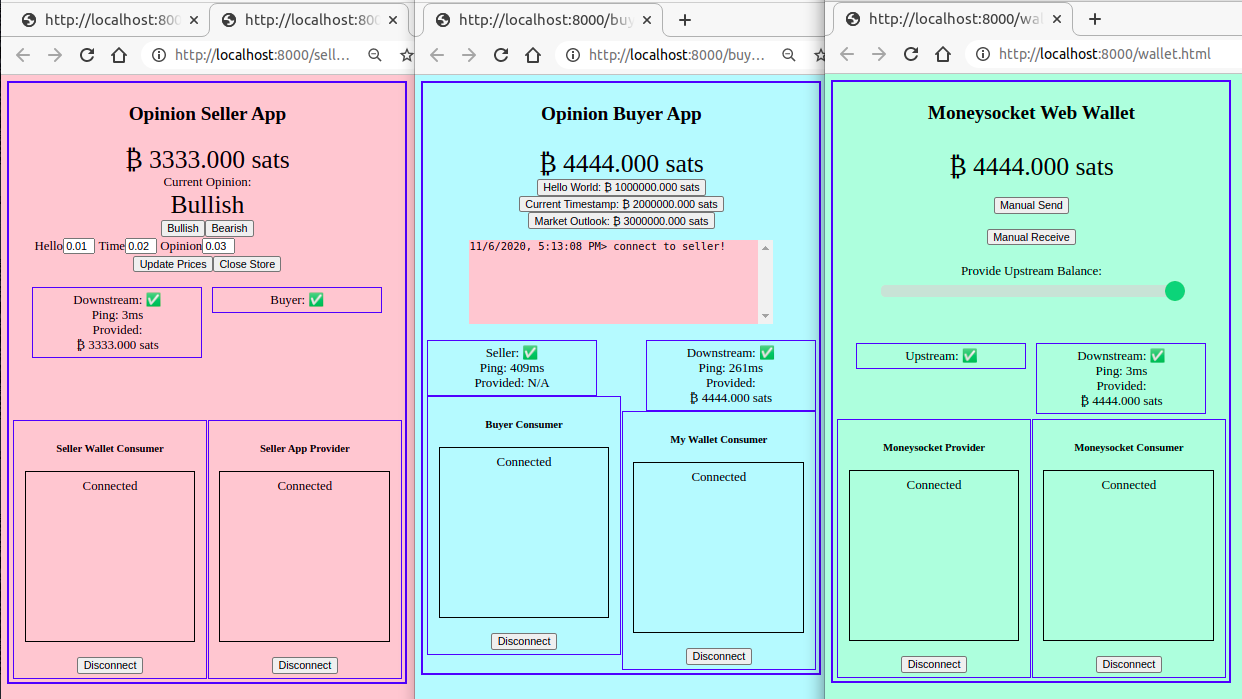 http://localhost:8000
http://localhost:8000
http://localhost:8000/sell…
Opinion Seller App
₿ 3333.000 sats
Current Opinion:
Bullish
Bullish Bearish
Hello 0.01 Time 0.02 Opinion 0.03
Update Prices Close Store
Downstream: ✅
Ping: 3ms
Provided:
₿ 3333.000 sats
Buyer: ✅
Seller Wallet Consumer
Connected
Disconnect
Seller App Provider
Connected
Disconnect
http://localhost:8000/buy
http://localhost:8000/buy…
Opinion Buyer App
₿ 4444.000 sats
Hello World: ₿ 1000000.000 sats
Current Timestamp: ₿ 2000000.000 sats
Market Outlook: ₿ 3000000.000 sats
11/6/2020, 5:13:08 PM> connect to seller!
Seller: ✅
Ping: 409ms
Provided: N/A
Downstream: ✅
Ping: 261ms
Provided:
₿ 4444.000 sats
Buyer Consumer
Connected
Disconnect
My Wallet Consumer
Connected
Disconnect
http://localhost:8000/wal
http://localhost:8000/wallet.html
Moneysocket Web Wallet
₿ 4444.000 sats
Manual Send
Manual Receive
Provide Upstream Balance:
Upstream: ✅
Downstream: ✅
Ping: 3ms
Provided:
₿ 4444.000 sats
Moneysocket Provider
Connected
Disconnect
Moneysocket Consumer
Connected
Disconnect